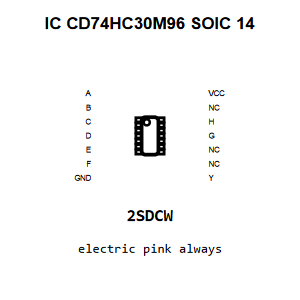 IC CD74HC30M96 SOIC 14
A VCC
B NC
C H
D G
E NC
F NC
GND Y
2SDCW
electric pink always